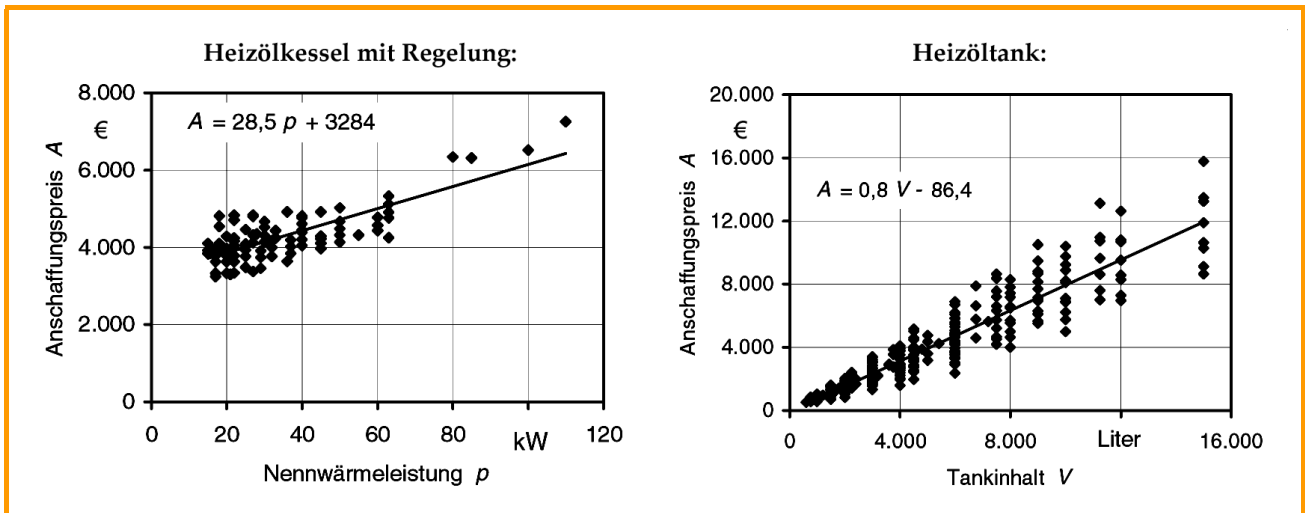 Heizölkessel mit Regelung:
8.000
€
A = 28,5 p + 3284
6.000
4.000
2.000
0
Anschaffungspreis A
0 20 40 60 kW 120
Nennwärmeleistung p
Heizöltank:
20.000
€
16.000
A = 0,8 V - 86,4
12.000
8.000
4.000
0
Anschaffungspreis A
0 4.000 8.000 Liter 16.000
Tankinhalt V